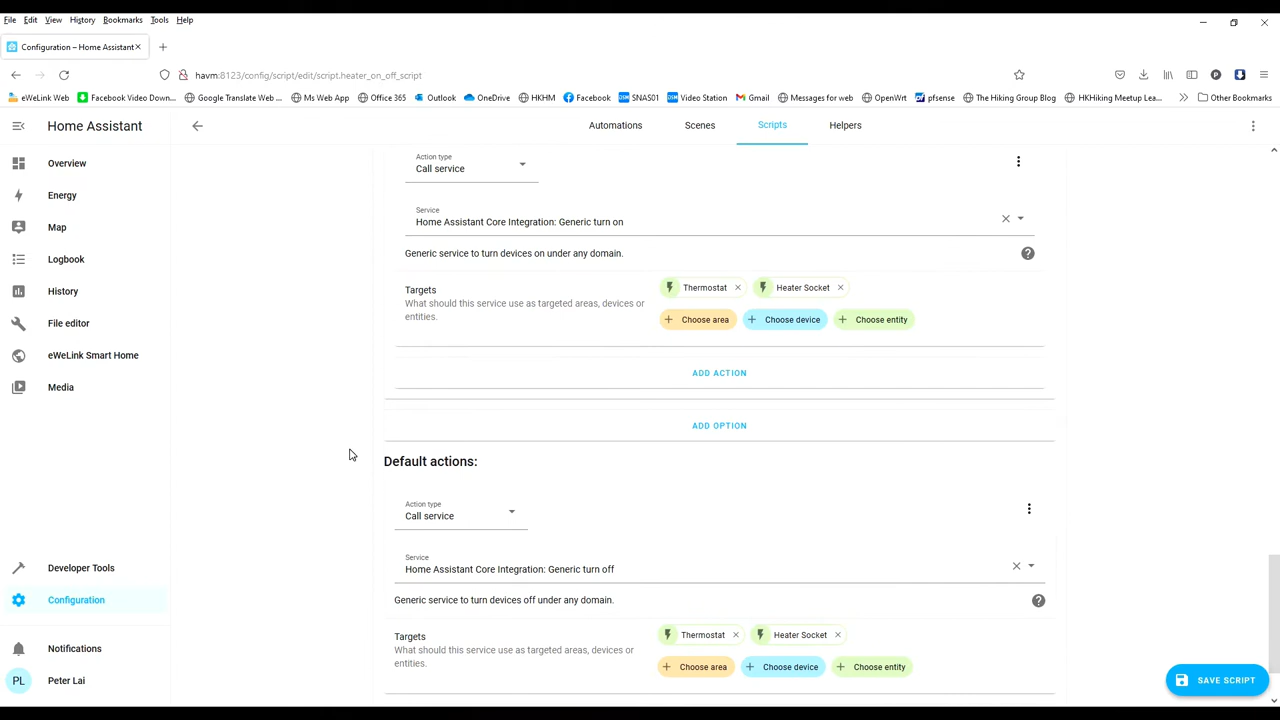 File Edit View History Bookmarks Tools Help
Configuration – Home Assistant
havm:8123/config/script/edit/script.heater_on_off_script
eWeLink Web Facebook Video Down... Google Translate Web ... Ms Web App Office 365 Outlook OneDrive HKHM Facebook SNAS01 Video Station Gmail Messages for web OpenWrt pfsense The Hiking Group Blog HKHiking Meetup Lea... Other Bookmarks
Home Assistant
Automations Scenes Scripts Helpers
Overview
Energy
Map
Logbook
History
File editor
eWeLink Smart Home
Media
Developer Tools
Configuration
Notifications
PL Peter Lai
Action type
Call service
Service
Home Assistant Core Integration: Generic turn on
Generic service to turn devices on under any domain.
Targets
What should this service use as targeted areas, devices or
entities.
Thermostat Heater Socket
Choose area Choose device Choose entity
ADD ACTION
ADD OPTION
Default actions:
Action type
Call service
Service
Home Assistant Core Integration: Generic turn off
Generic service to turn devices off under any domain.
Targets
What should this service use as targeted areas, devices or
entities.
Thermostat Heater Socket
Choose area Choose device Choose entity
SAVE SCRIPT